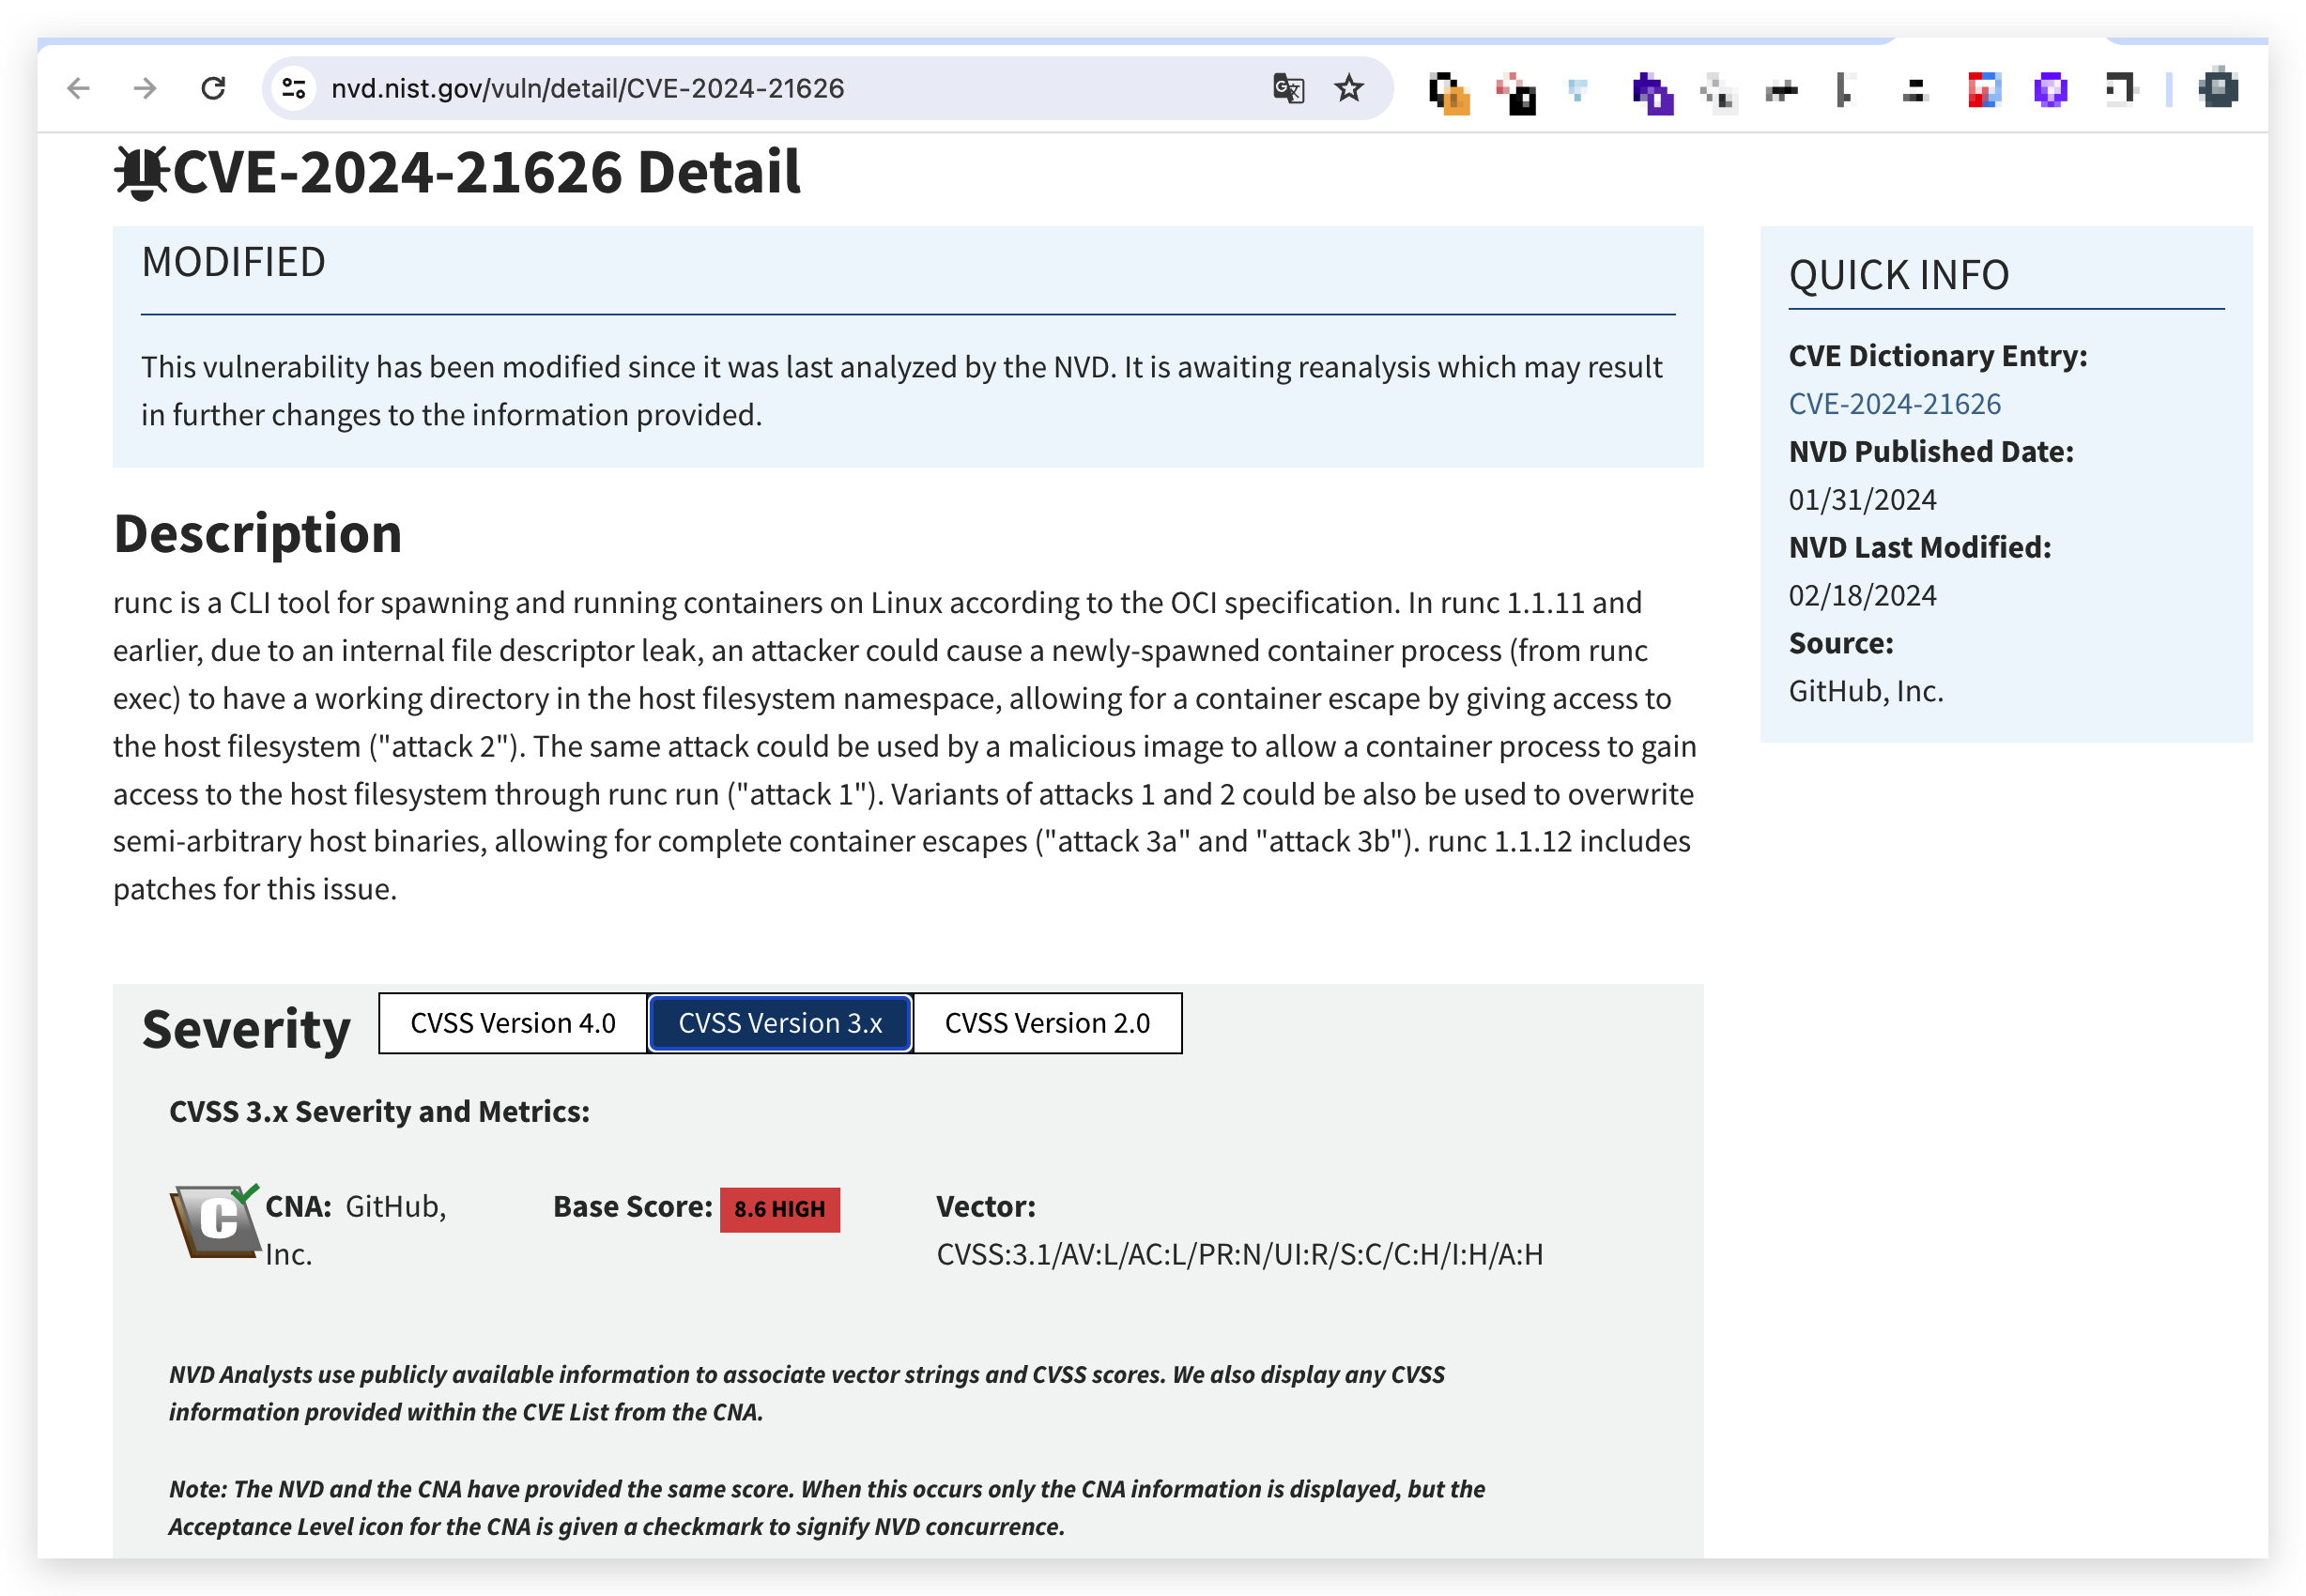 nvd.nist.gov/vuln/detail/CVE-2024-21626
CVE-2024-21626 Detail
MODIFIED
This vulnerability has been modified since it was last analyzed by the NVD. It is awaiting reanalysis which may result
in further changes to the information provided.
Description
runc is a CLI tool for spawning and running containers on Linux according to the OCI specification. In runc 1.1.11 and
earlier, due to an internal file descriptor leak, an attacker could cause a newly-spawned container process (from runc
exec) to have a working directory in the host filesystem namespace, allowing for a container escape by giving access to
the host filesystem ("attack 2"). The same attack could be used by a malicious image to allow a container process to gain
access to the host filesystem through runc run ("attack 1"). Variants of attacks 1 and 2 could be also be used to overwrite
semi-arbitrary host binaries, allowing for complete container escapes ("attack 3a" and "attack 3b"). runc 1.1.12 includes
patches for this issue.
Severity
CVSS Version 4.0
CVSS Version 3.x
CVSS Version 2.0
CVSS 3.x Severity and Metrics:
C
CNA: GitHub,
Inc.
Base Score: 8.6 HIGH
Vector:
CVSS:3.1/AV:L/AC:L/PR:N/UI:R/S:C/C:H/I:H/A:H
NVD Analysts use publicly available information to associate vector strings and CVSS scores. We also display any CVSS
information provided within the CVE List from the CNA.
Note: The NVD and the CNA have provided the same score. When this occurs only the CNA information is displayed, but the
Acceptance Level icon for the CNA is given a checkmark to signify NVD concurrence.
QUICK INFO
CVE Dictionary Entry:
CVE-2024-21626
NVD Published Date:
01/31/2024
NVD Last Modified:
02/18/2024
Source:
GitHub, Inc.